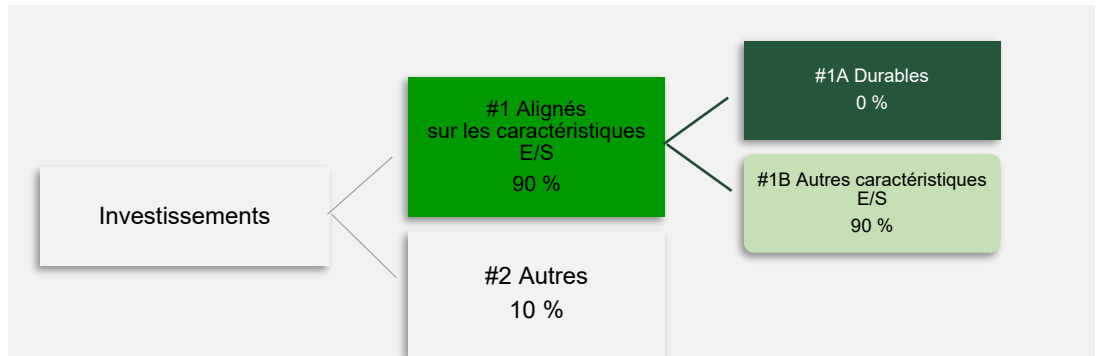 Investissements
#1 Alignés
sur les caractéristiques
E/S
90 %
#2 Autres
10 %
#1A Durables
0 %
#1B Autres caractéristiques
E/S
90 %